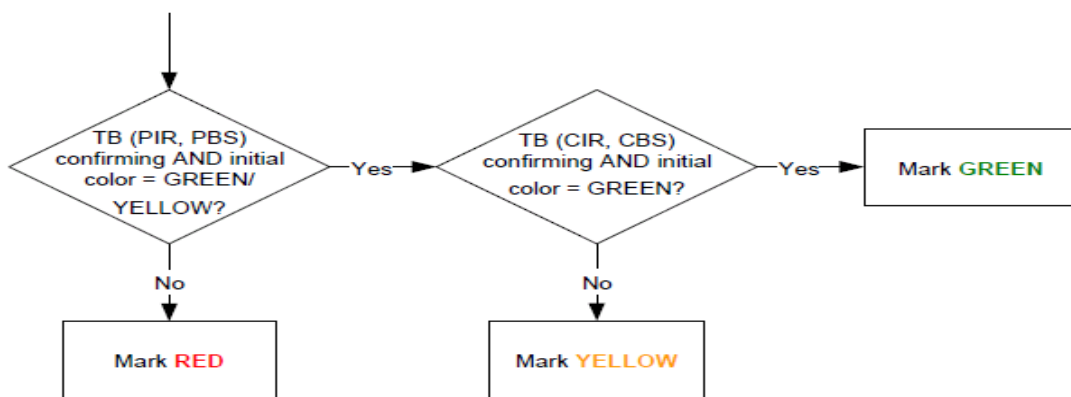 TB (PIR, PBS)
confirming AND initial
color = GREEN/
YELLOW?
Yes
TB (CIR, CBS)
confirming AND initial
color = GREEN?
Yes
Mark GREEN
No
No
Mark RED
Mark YELLOW